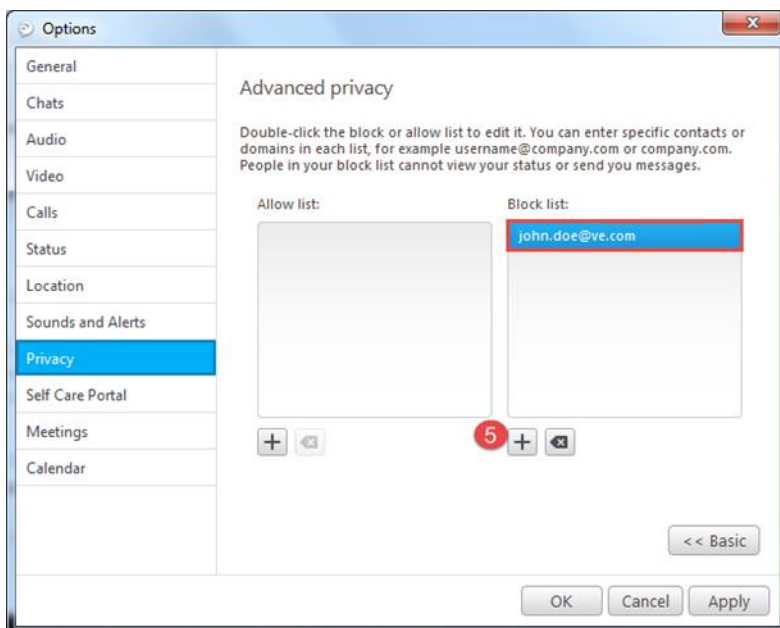 Options
General
Chats
Audio
Video
Calls
Status
Location
Sounds and Alerts
Privacy
Self Care Portal
Meetings
Calendar
Advanced privacy
Double-click the block or allow list to edit it. You can enter specific contacts or
domains in each list, for example username@company.com or company.com.
People in your block list cannot view your status or send you messages.
Allow list:
Block list:
john.doe@ve.com
5
<< Basic
OK
Cancel
Apply